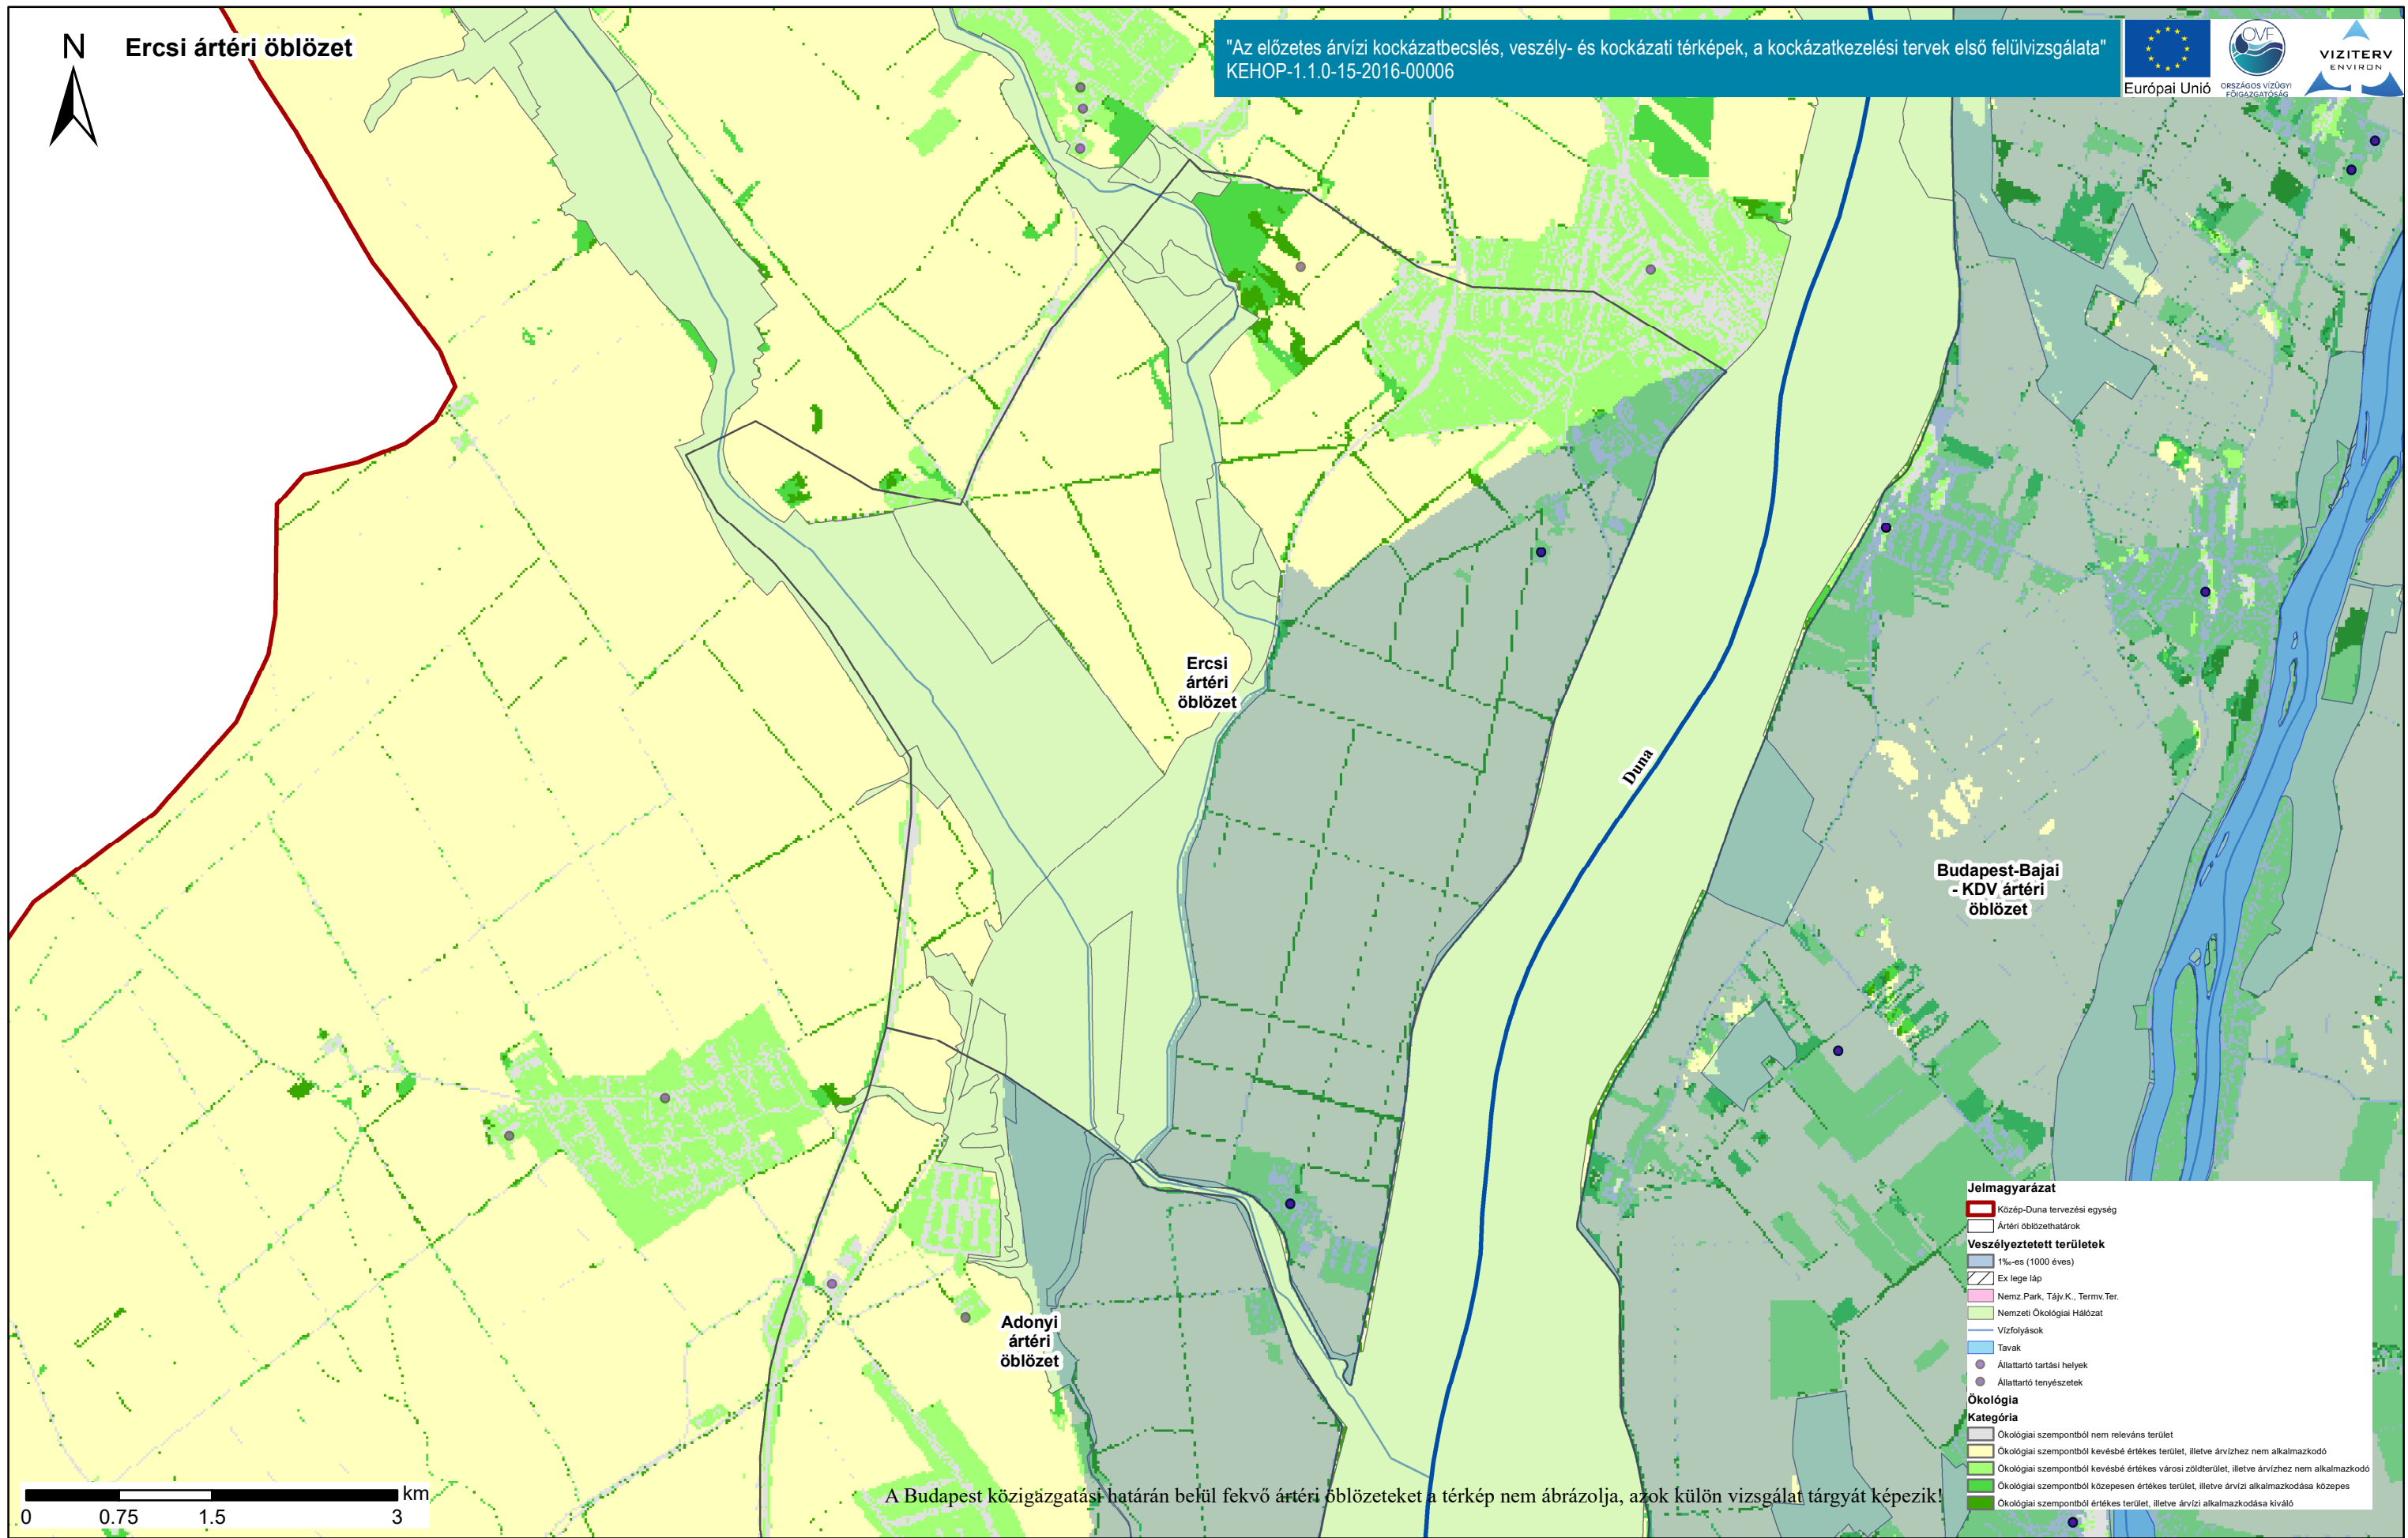 N
Ercsi ártéri öblözet
"Az előzetes árvízi kockázatbecslés, veszély- és kockázati térképek, a kockázatkezelési tervek első felülvizsgálata"
KEHOP-1.1.0-15-2016-00006
Európai Unió
OVF
ORSZÁGOS VÍZÜGYI
FŐIGAZGATÓSÁG
VIZITERV
ENVIRON
Ercsi
ártéri
öblözet
Duna
Budapest-Bajai
- KDV ártéri
öblözet
Adonyi
ártéri
öblözet
Jelmagyarázat
Közép-Duna tervezési egység
Ártéri öblözethatárok
Veszélyeztetett területek
1‰-es (1000 éves)
Ex lege láp
Nemz.Park, Tájv.K., Termv.Ter.
Nemzeti Ökológiai Hálózat
Vízfolyások
Tavak
Állattartó tartási helyek
Állattartó tenyészetek
Ökológia
Kategória
Ökológiai szempontból nem releváns terület
Ökológiai szempontból kevésbé értékes terület, illetve árvízhez nem alkalmazkodó
Ökológiai szempontból kevésbé értékes városi zöldterület, illetve árvízhez nem alkalmazkodó
Ökológiai szempontból közepesen értékes terület, illetve árvízi alkalmazkodása közepes
Ökológiai szempontból értékes terület, illetve árvízi alkalmazkodása kiváló
km
0 0.75 1.5 3
A Budapest közigazgatási határán belül fekvő ártéri öblözeteket a térkép nem ábrázolja, azok külön vizsgálat tárgyát képezik!